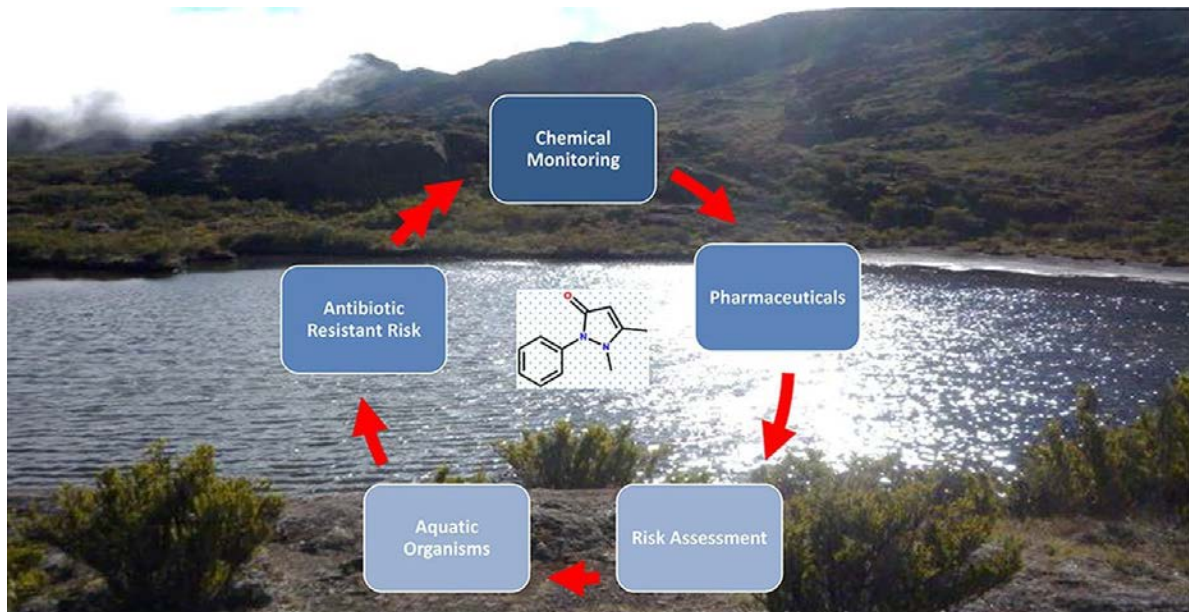 Chemical
Monitoring
Pharmaceuticals
Risk Assessment
Aquatic
Organisms
Antibiotic
Resistant Risk
O
N
N